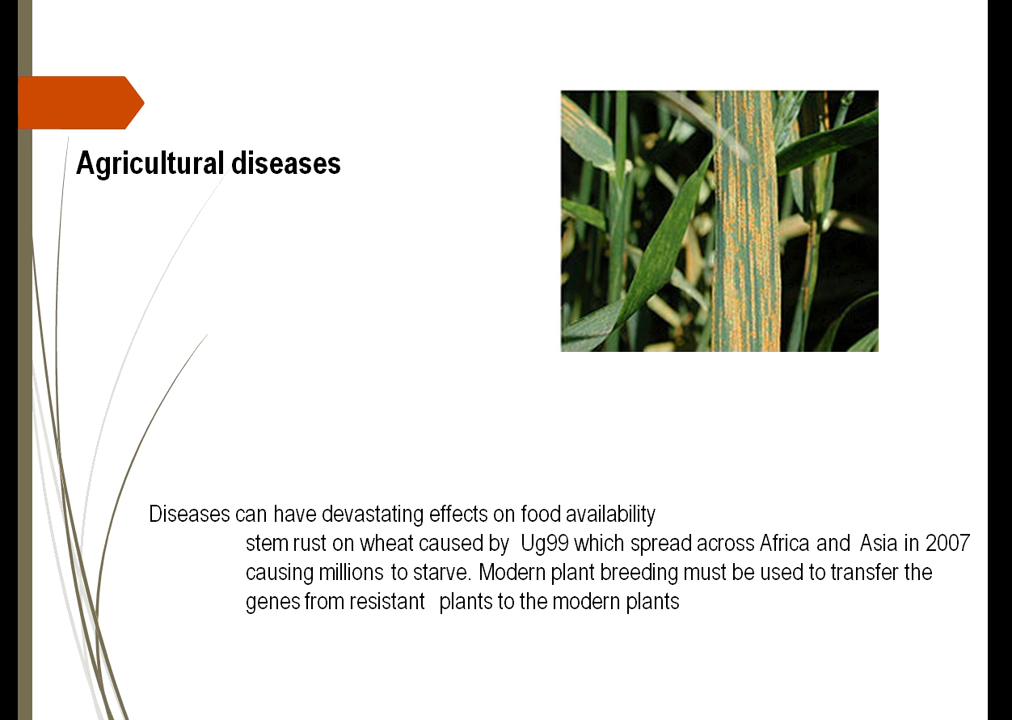 Agricultural diseases
Diseases can have devastating effects on food availability
stem rust on wheat caused by Ug99 which spread across Africa and Asia in 2007
causing millions to starve. Modern plant breeding must be used to transfer the
genes from resistant plants to the modern plants